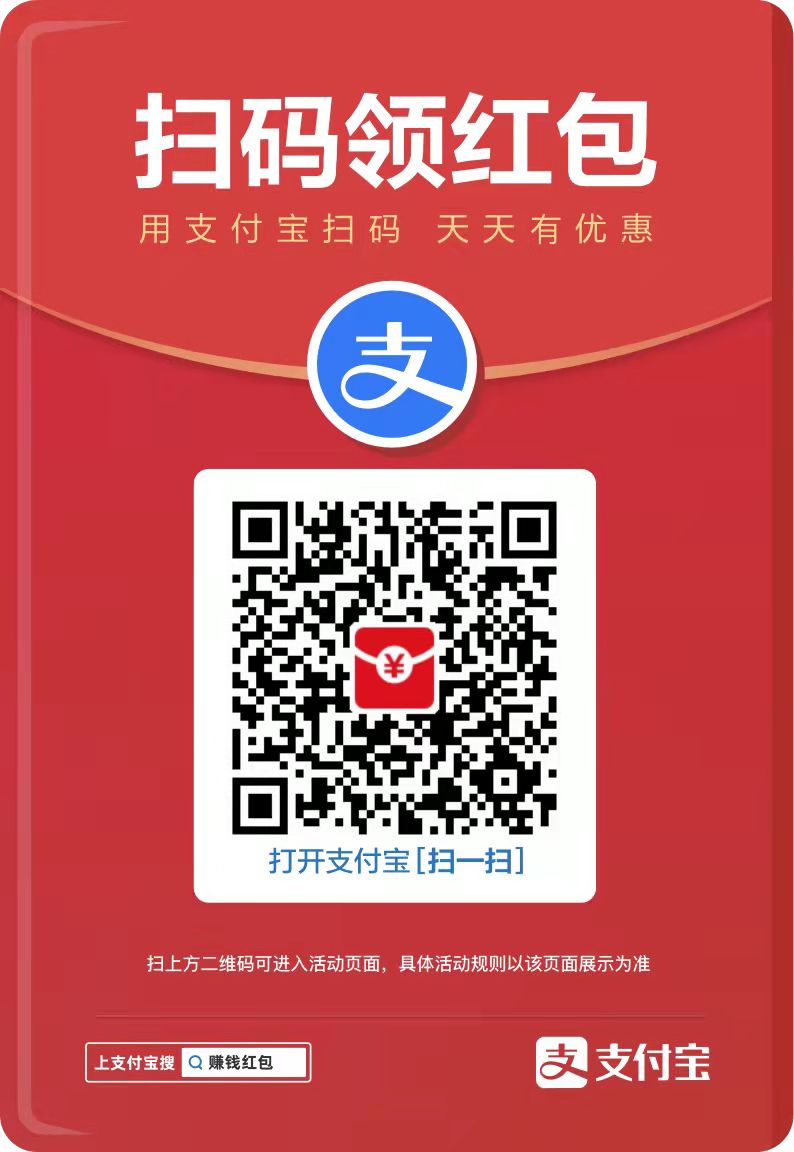 扫码领红包
用支付宝扫码 天天有优惠
支
¥
打开支付宝[扫一扫]
扫上方二维码可进入活动页面，具体活动规则以该页面展示为准
上支付宝搜 赚钱红包
支 支付宝